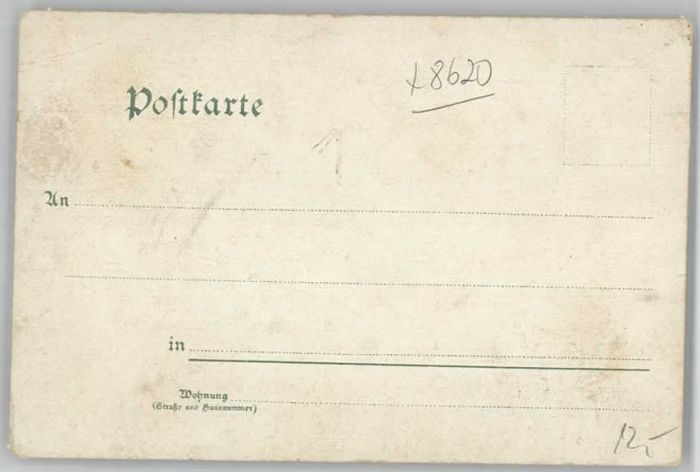 x8620
Postkarte
An
in
Wohnung
(Straße und Hausnummer)
12,-